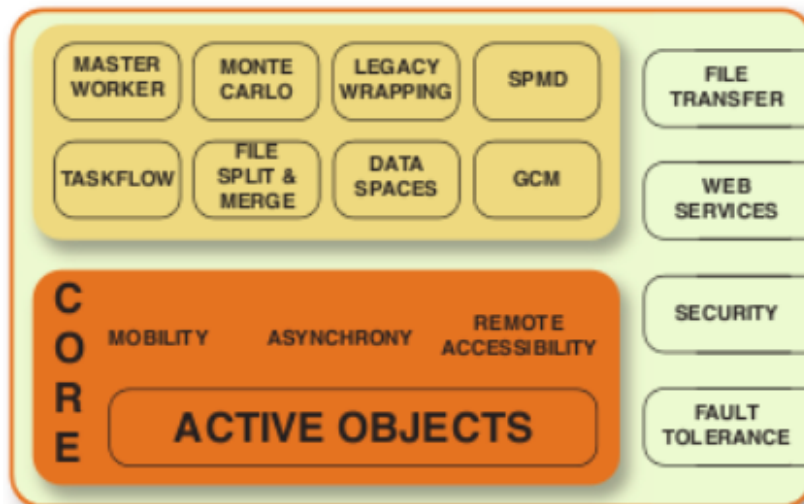 MASTER
WORKER
MONTE
CARLO
LEGACY
WRAPPING
SPMD
TASKFLOW
FILE
SPLIT &
MERGE
DATA
SPACES
GCM
FILE
TRANSFER
WEB
SERVICES
SECURITY
FAULT
TOLERANCE
CORE
MOBILITY
ASYNCHRONY
REMOTE
ACCESSIBILITY
ACTIVE OBJECTS